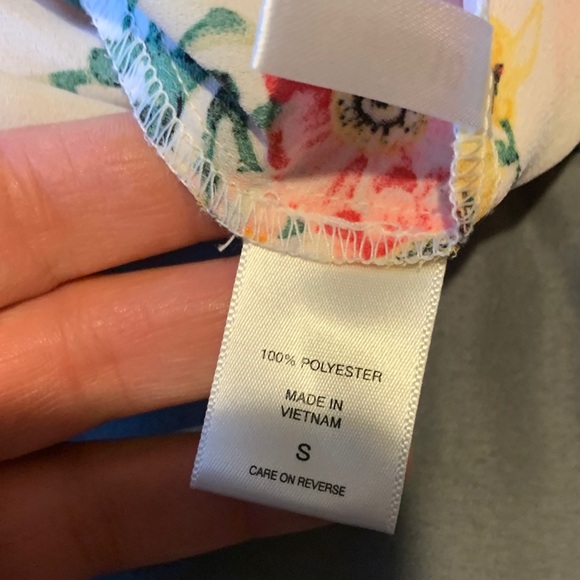 100% POLYESTER
MADE IN
VIETNAM
S
CARE ON REVERSE